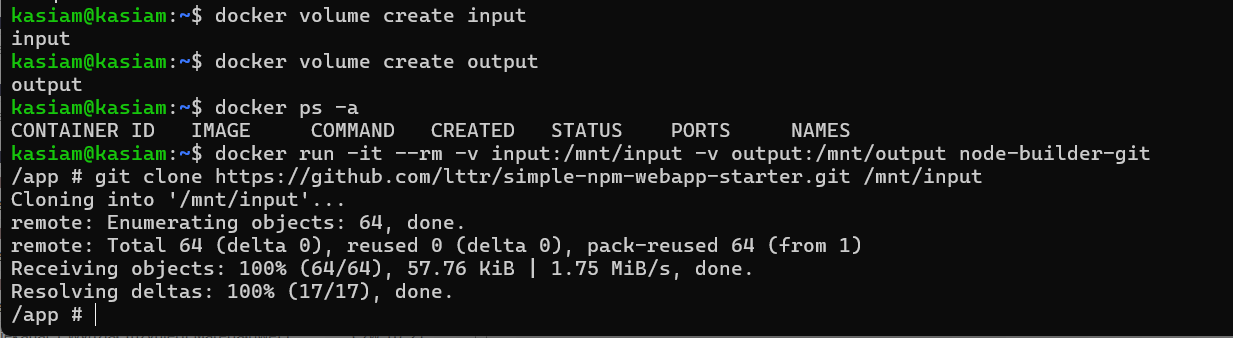 kasiam@kasiam:~$ docker volume create input
input
kasiam@kasiam:~$ docker volume create output
output
kasiam@kasiam:~$ docker ps -a
CONTAINER ID   IMAGE     COMMAND   CREATED   STATUS    PORTS     NAMES
kasiam@kasiam:~$ docker run -it --rm -v input:/mnt/input -v output:/mnt/output node-builder-git
/app # git clone https://github.com/lttr/simple-npm-webapp-starter.git /mnt/input
Cloning into '/mnt/input'...
remote: Enumerating objects: 64, done.
remote: Total 64 (delta 0), reused 0 (delta 0), pack-reused 64 (from 1)
Receiving objects: 100% (64/64), 57.76 KiB | 1.75 MiB/s, done.
Resolving deltas: 100% (17/17), done.
/app #